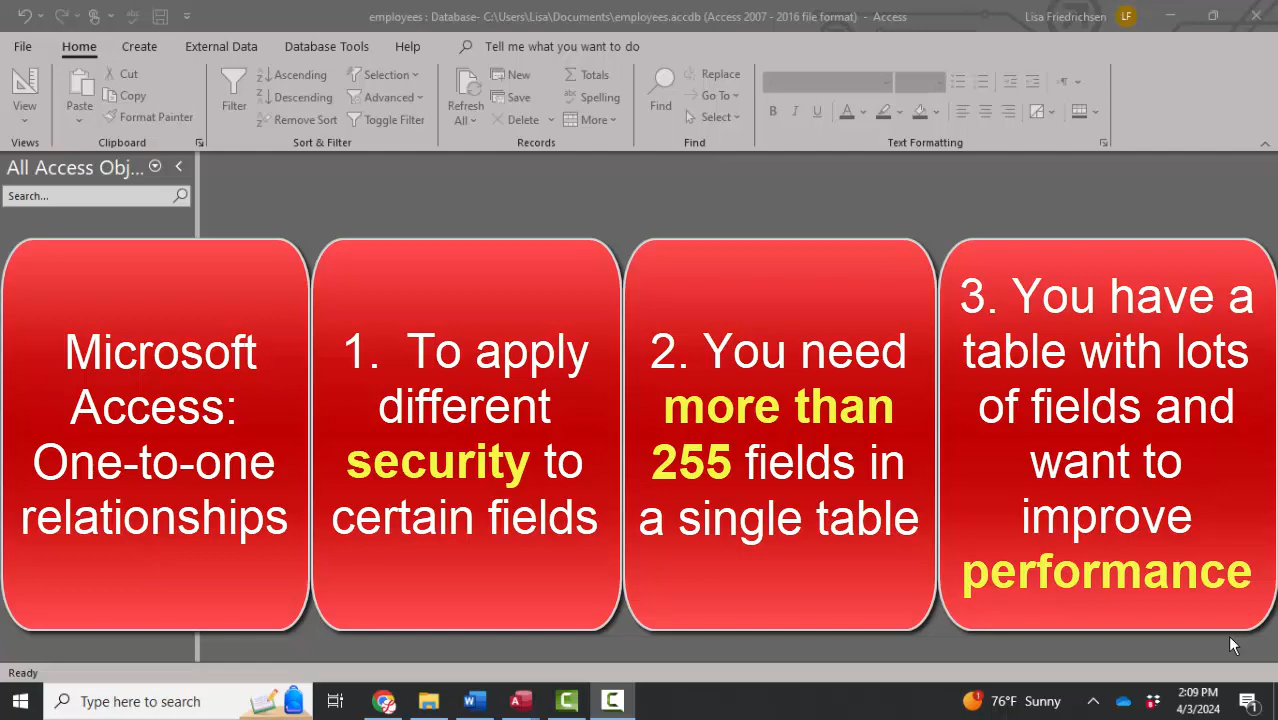 employees : Database- C:\Users\Lisa\Documents\employees.accdb (Access 2007 - 2016 file format) - Access
Lisa Friedrichsen
LF
File
Home
Create
External Data
Database Tools
Help
Tell me what you want to do
View
Views
Paste
Cut
Copy
Format Painter
Clipboard
Filter
Ascending
Descending
Remove Sort
Selection
Advanced
Toggle Filter
Sort & Filter
Refresh
All
New
Save
Delete
Totals
Spelling
More
Records
Find
Replace
Go To
Select
Find
B I U A
Text Formatting
All Access Obj...
Search...
Microsoft
Access:
One-to-one
relationships
1. To apply
different
security to
certain fields
2. You need
more than
255 fields in
a single table
3. You have a
table with lots
of fields and
want to
improve
performance
Ready
Type here to search
1
76°F Sunny
2:09 PM
4/3/2024
1